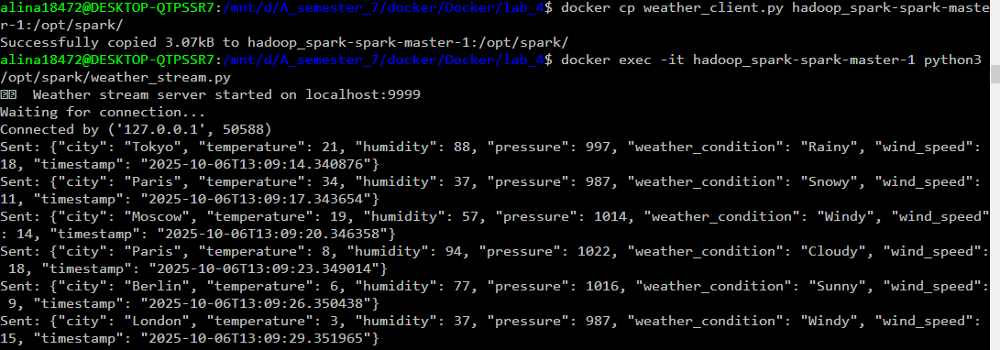 alina18472@DESKTOP-QTPSSR7:/mnt/d/A_semester_7/docker/Docker/lab_4$ docker cp weather_client.py hadoop_spark-spark-maste
r-1:/opt/spark/
Successfully copied 3.07kB to hadoop_spark-spark-master-1:/opt/spark/
alina18472@DESKTOP-QTPSSR7:/mnt/d/A_semester_7/docker/Docker/lab_4$ docker exec -it hadoop_spark-spark-master-1 python3
/opt/spark/weather_stream.py
Weather stream server started on localhost:9999
Waiting for connection...
Connected by ('127.0.0.1', 50588)
Sent: {"city": "Tokyo", "temperature": 21, "humidity": 88, "pressure": 997, "weather_condition": "Rainy", "wind_speed":
18, "timestamp": "2025-10-06T13:09:14.340876"}
Sent: {"city": "Paris", "temperature": 34, "humidity": 37, "pressure": 987, "weather_condition": "Snowy", "wind_speed":
11, "timestamp": "2025-10-06T13:09:17.343654"}
Sent: {"city": "Moscow", "temperature": 19, "humidity": 57, "pressure": 1014, "weather_condition": "Windy", "wind_speed"
: 14, "timestamp": "2025-10-06T13:09:20.346358"}
Sent: {"city": "Paris", "temperature": 8, "humidity": 94, "pressure": 1022, "weather_condition": "Cloudy", "wind_speed":
18, "timestamp": "2025-10-06T13:09:23.349014"}
Sent: {"city": "Berlin", "temperature": 6, "humidity": 77, "pressure": 1016, "weather_condition": "Sunny", "wind_speed":
9, "timestamp": "2025-10-06T13:09:26.350438"}
Sent: {"city": "London", "temperature": 3, "humidity": 37, "pressure": 987, "weather_condition": "Windy", "wind_speed":
15, "timestamp": "2025-10-06T13:09:29.351965"}